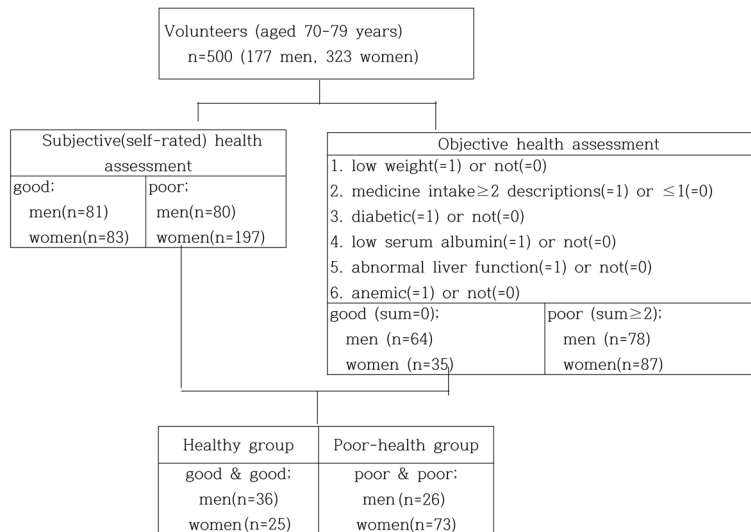 Volunteers (aged 70-79 years)
n=500 (177 men, 323 women)
Subjective(self-rated) health
assessment
good;
men(n=81)
women(n=83)
poor;
men(n=80)
women(n=197)
Objective health assessment
1. low weight(=1) or not(=0)
2. medicine intake≥2 descriptions(=1) or ≤1(=0)
3. diabetic(=1) or not(=0)
4. low serum albumin(=1) or not(=0)
5. abnormal liver function(=1) or not(=0)
6. anemic(=1) or not(=0)
good (sum=0);
men (n=64)
women (n=35)
poor (sum≥2);
men (n=78)
women(n=87)
Healthy group
good & good;
men(n=36)
women(n=25)
Poor-health group
poor & poor;
men(n=26)
women(n=73)